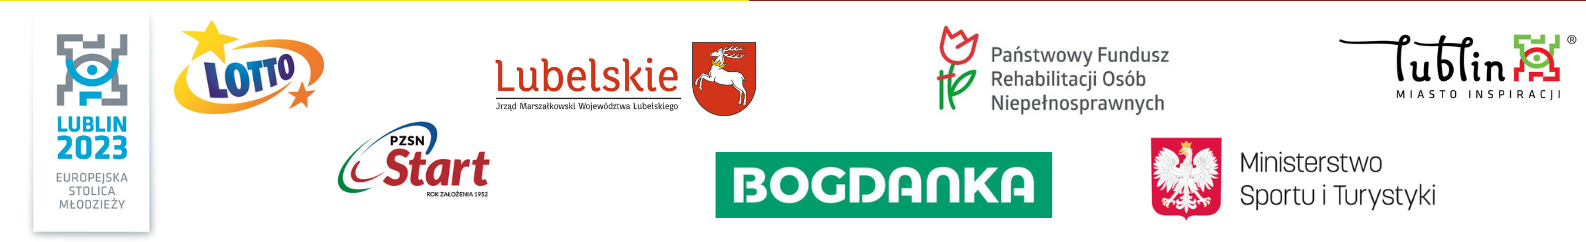 LUBLIN
2023
EUROPEJSKA
STOLICA
MŁODZIEŻY
LOTTO
PZSN
Start
ROK ZAŁOŻENIA 1952
Lubelskie
Urząd Marszałkowski Województwa Lubelskiego
BOGDANKA
Państwowy Fundusz
Rehabilitacji Osób
Niepełnosprawnych
Ministerstwo
Sportu i Turystyki
lublin ®
MIASTO INSPIRACJI